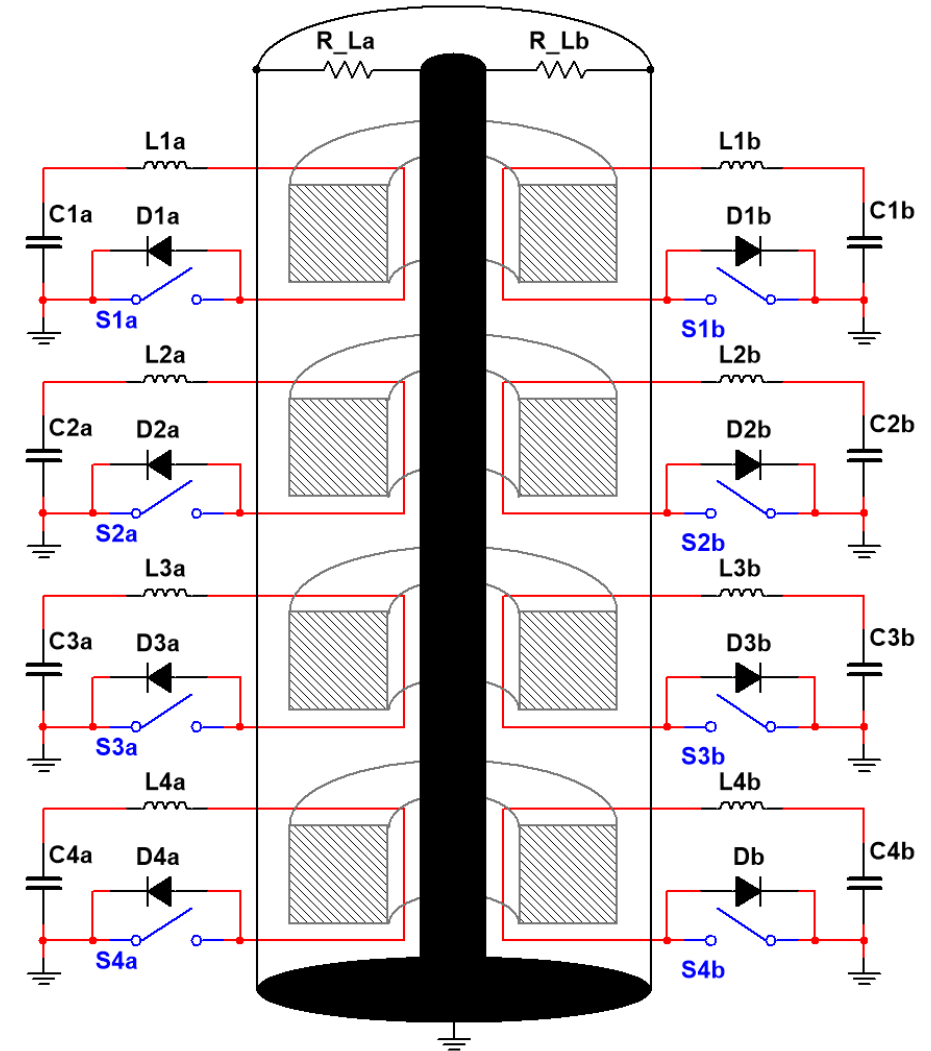 R_La R_Lb
L1a L1b
C1a D1a D1b C1b
S1a S1b
L2a L2b
C2a D2a D2b C2b
S2a S2b
L3a L3b
C3a D3a D3b C3b
S3a S3b
L4a L4b
C4a D4a Db C4b
S4a S4b